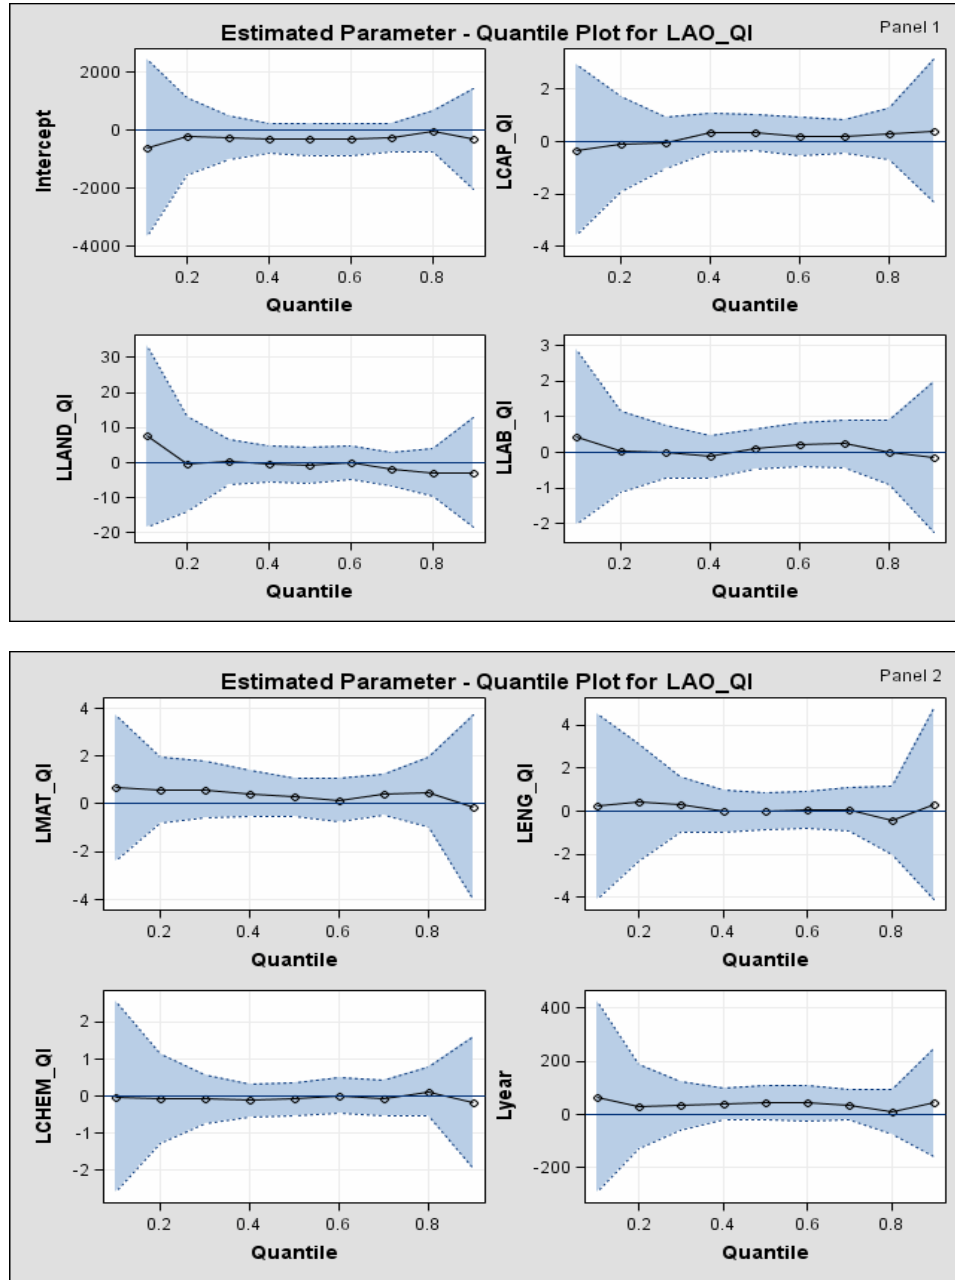 Estimated Parameter - Quantile Plot for LAO_QI
Panel 1
Intercept
2000
0
-2000
-4000
0.2 0.4 0.6 0.8
Quantile
LCAP_QI
2
0
-2
-4
0.2 0.4 0.6 0.8
Quantile
LLAND_QI
30
20
10
0
-10
-20
0.2 0.4 0.6 0.8
Quantile
LLAB_QI
3
2
1
0
-1
-2
0.2 0.4 0.6 0.8
Quantile
Estimated Parameter - Quantile Plot for LAO_QI
Panel 2
LMAT_QI
4
2
0
-2
-4
0.2 0.4 0.6 0.8
Quantile
LENG_QI
4
2
0
-2
-4
0.2 0.4 0.6 0.8
Quantile
LCHEM_QI
2
1
0
-1
-2
0.2 0.4 0.6 0.8
Quantile
Lyear
400
200
0
-200
0.2 0.4 0.6 0.8
Quantile